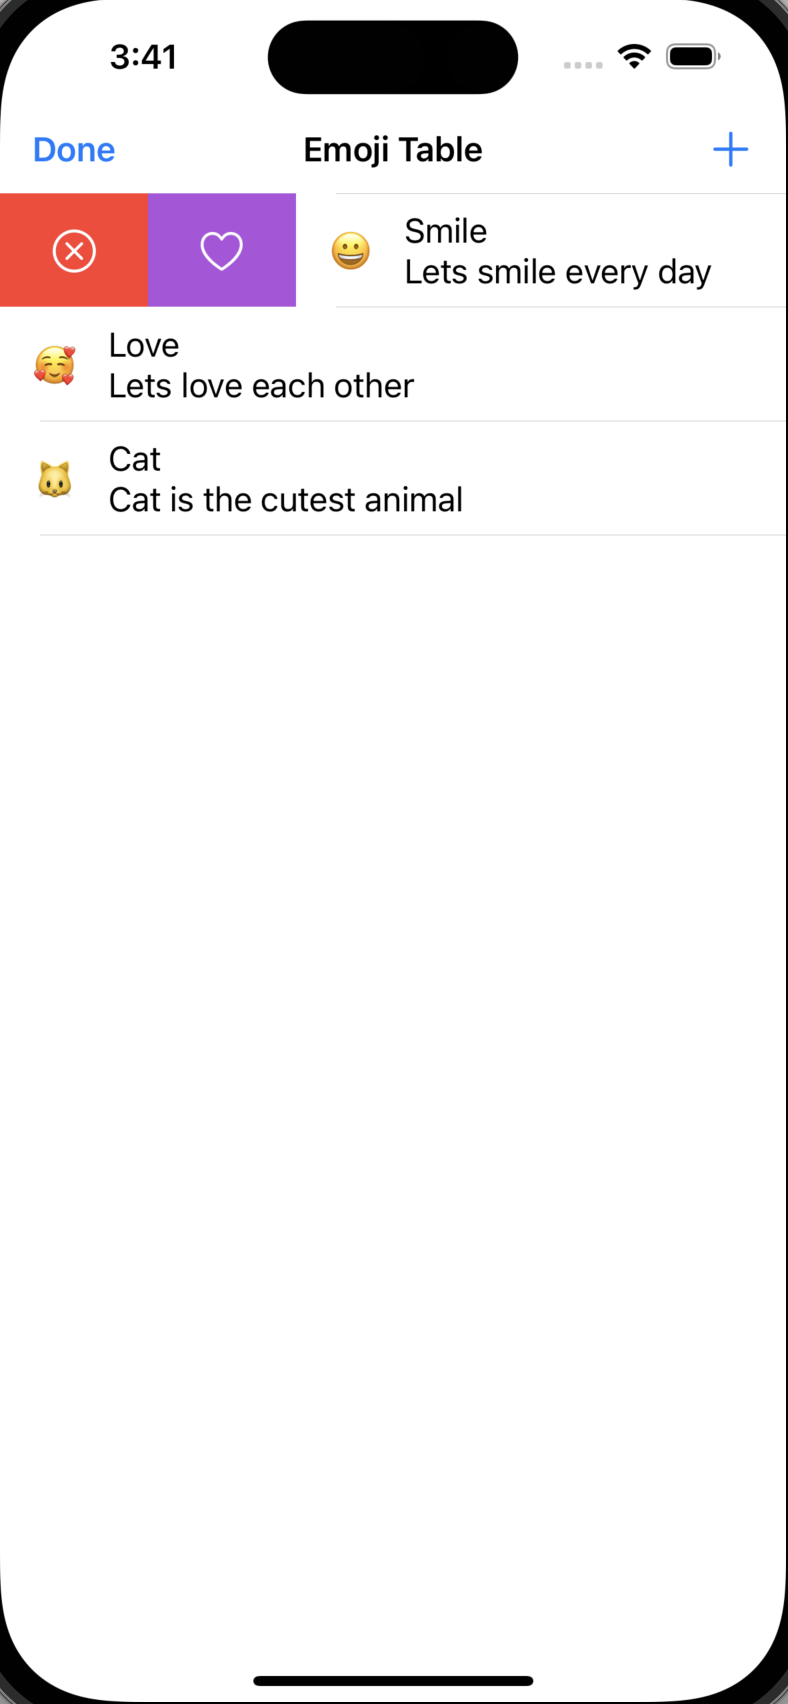 3:41
Done
Emoji Table
Smile
Lets smile every day
Love
Lets love each other
Cat
Cat is the cutest animal